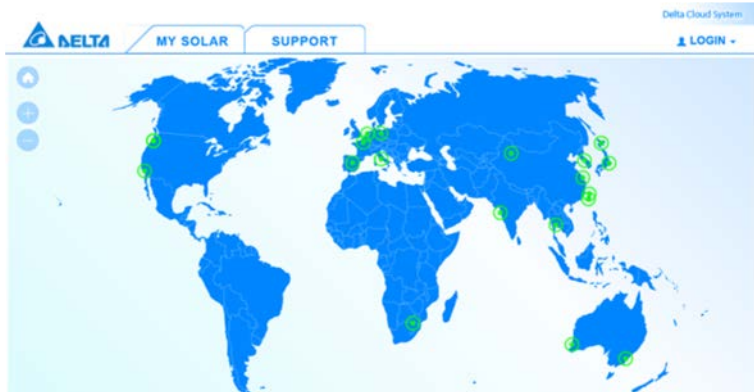 Delta Cloud System
DELTA
MY SOLAR
SUPPORT
LOGIN